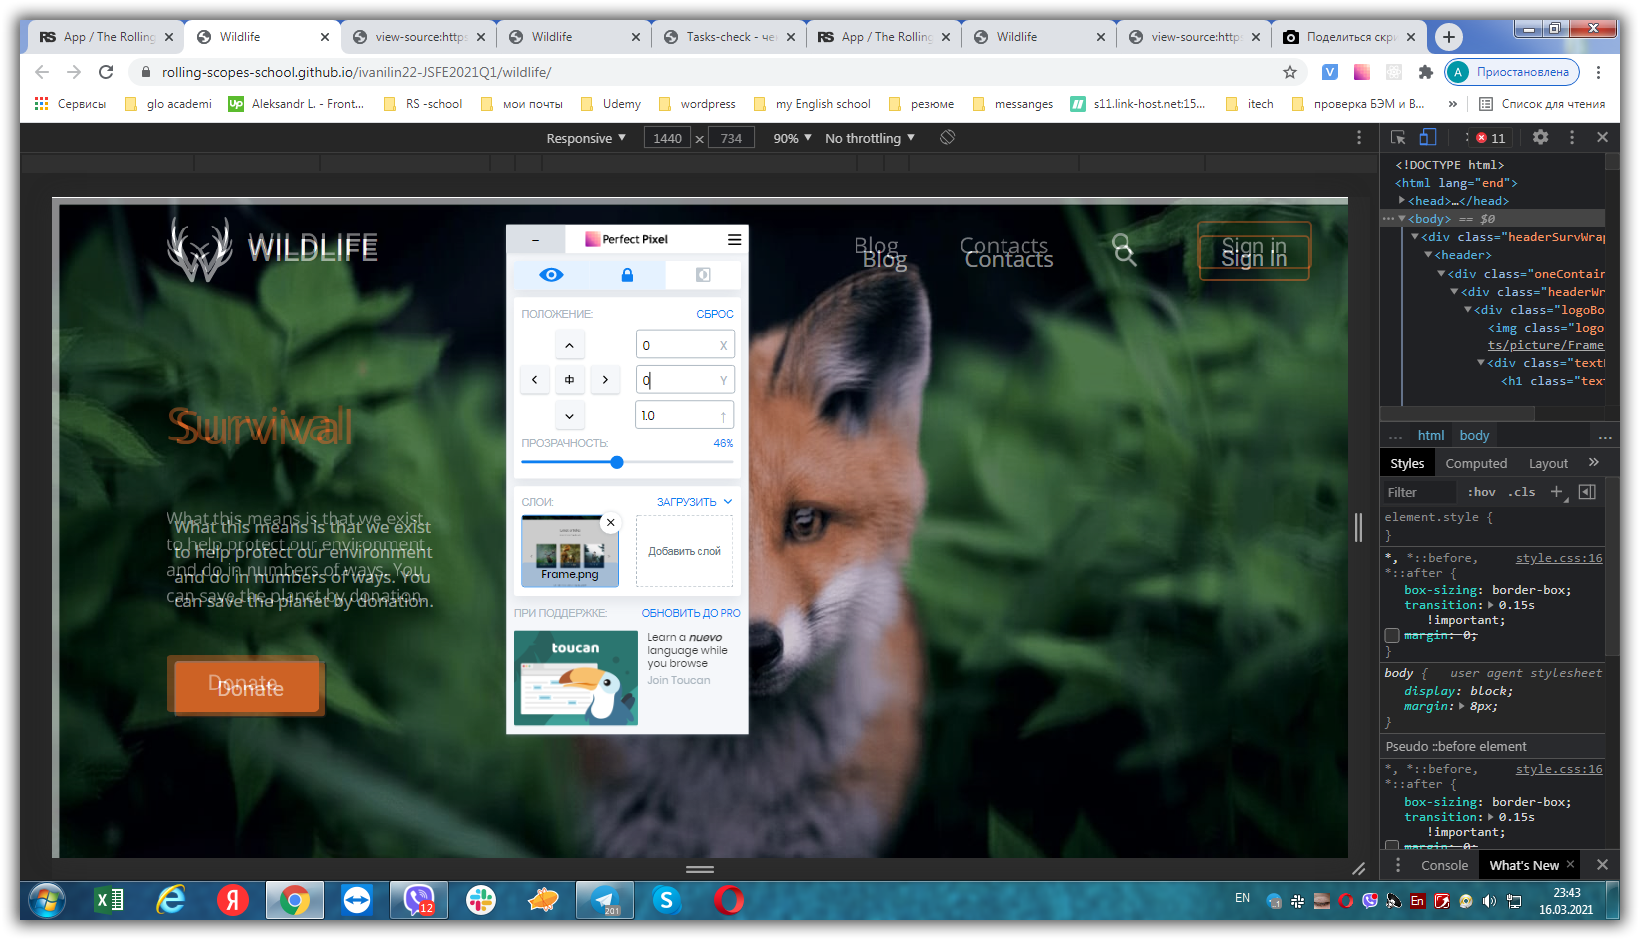 App / The Rolling
Wildlife
view-source:https
Wildlife
Tasks-check - чек
App / The Rolling
Wildlife
view-source:https
Поделиться скри
rolling-scopes-school.github.io/ivanilin22-JSFE2021Q1/wildlife/
V
A
Приостановлена
Сервисы
glo academi
Up
Aleksandr L. - Front...
RS -school
мои почты
Udemy
wordpress
my English school
резюме
messanges
s11.link-host.net:15...
itech
проверка БЭМ и В...
»
Список для чтения
Responsive
1440 x 734
90%
No throttling
11
<!DOCTYPE html>
<html lang="end">
<head>…</head>
<body> == $0
<div class="headerSurvWrap
<header>
<div class="oneContain
<div class="headerWr
<div class="logoBo
<img class="logo
ts/picture/Frame
<div class="textL
<h1 class="tex
... html body ...
Styles Computed Layout »
Filter :hov .cls +
element.style {
}
*, *::before, style.css:16
*::after {
box-sizing: border-box;
transition: 0.15s
!important;
margin: 0;
}
body { user agent stylesheet
display: block;
margin: 8px;
}
Pseudo ::before element
*, *::before, style.css:16
*::after {
box-sizing: border-box;
transition: 0.15s
!important;
margin: 0;
Console What's New
WILDLIFE
Blog Contacts Sign in
Blog Contacts Sign in
Survival
What this means is that we exist
to help protect our environment
and do in numbers of ways. You
can save the planet by donation.
What this means is that we exist
to help protect our environment
and do in numbers of ways. You
can save the planet by donation.
Donate
Donate
– Perfect Pixel
ПОЛОЖЕНИЕ: СБРОС
0 X
0 Y
1.0 ↑
ПРОЗРАЧНОСТЬ: 46%
СЛОИ: ЗАГРУЗИТЬ
Frame.png
Добавить слой
ПРИ ПОДДЕРЖКЕ: ОБНОВИТЬ ДО PRO
toucan
Learn a nuevo
language while
you browse
Join Toucan
12
201
EN
En
23:43
16.03.2021